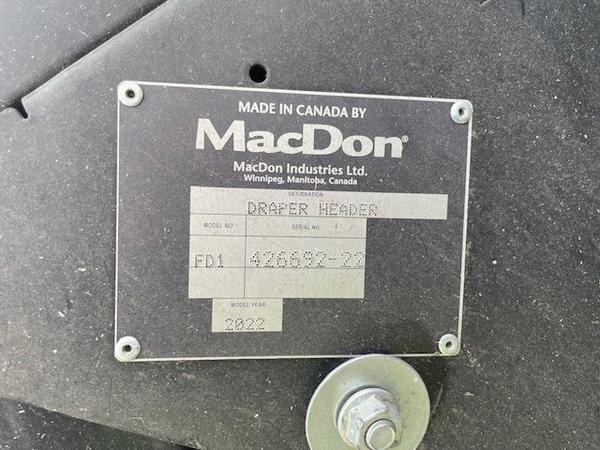 MADE IN CANADA BY
MacDon®
MacDon Industries Ltd.
Winnipeg, Manitoba, Canada
DESIGNATION
DRAPER HEADER
MODEL NO SERIAL NO
FD1 426692-22
MODEL YEAR
2022